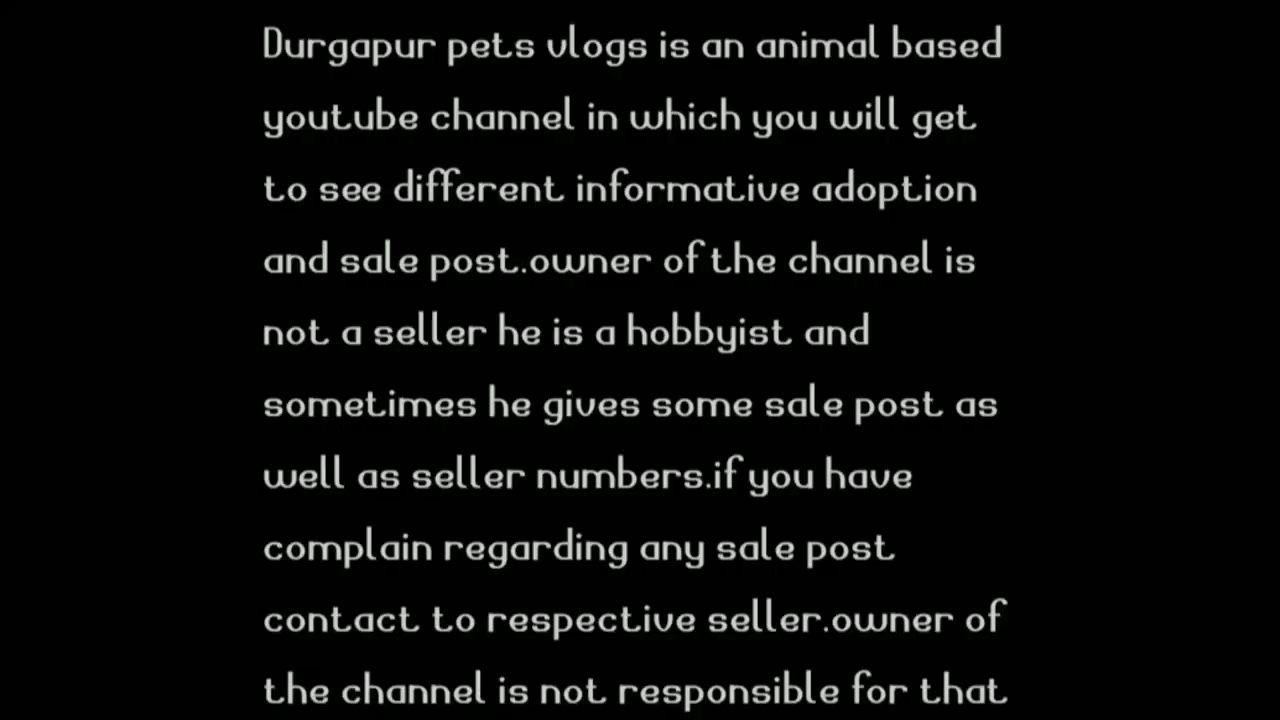 Durgapur pets vlogs is an animal based
youtube channel in which you will get
to see different informative adoption
and sale post.owner of the channel is
not a seller he is a hobbyist and
sometimes he gives some sale post as
well as seller numbers.if you have
complain regarding any sale post
contact to respective seller.owner of
the channel is not responsible for that